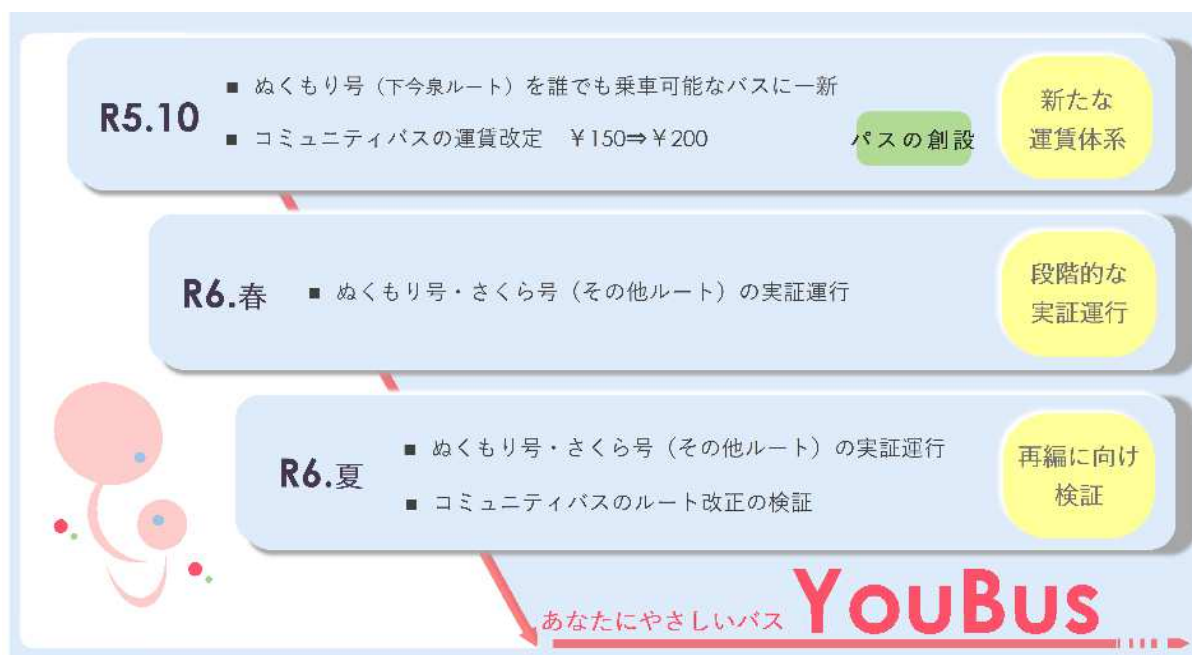 R5.10
■ ぬくもり号（下今泉ルート）を誰でも乗車可能なバスに一新
■ コミュニティバスの運賃改定　¥150⇒¥200
パスの創設
新たな
運賃体系
R6.春
■ ぬくもり号・さくら号（その他ルート）の実証運行
段階的な
実証運行
R6.夏
■ ぬくもり号・さくら号（その他ルート）の実証運行
■ コミュニティバスのルート改正の検証
再編に向け
検証
あなたにやさしいバス YouBus